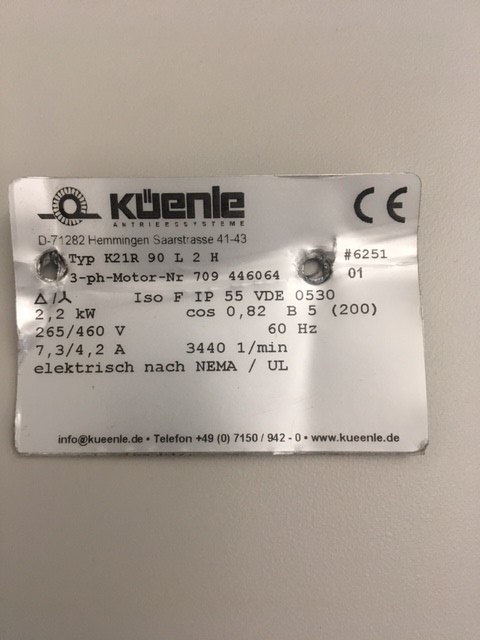 KÜENLE
ANTRIEBSSYSTEME
CE
D-71282 Hemmingen Saarstrasse 41-43
Typ K21R 90 L 2 H #6251
3-ph-Motor-Nr 709 446064 01
Δ/⅄ Iso F IP 55 VDE 0530
2,2 kW cos 0,82 B 5 (200)
265/460 V 60 Hz
7,3/4,2 A 3440 1/min
elektrisch nach NEMA / UL
info@kueenle.de • Telefon +49 (0) 7150 / 942 - 0 • www.kueenle.de